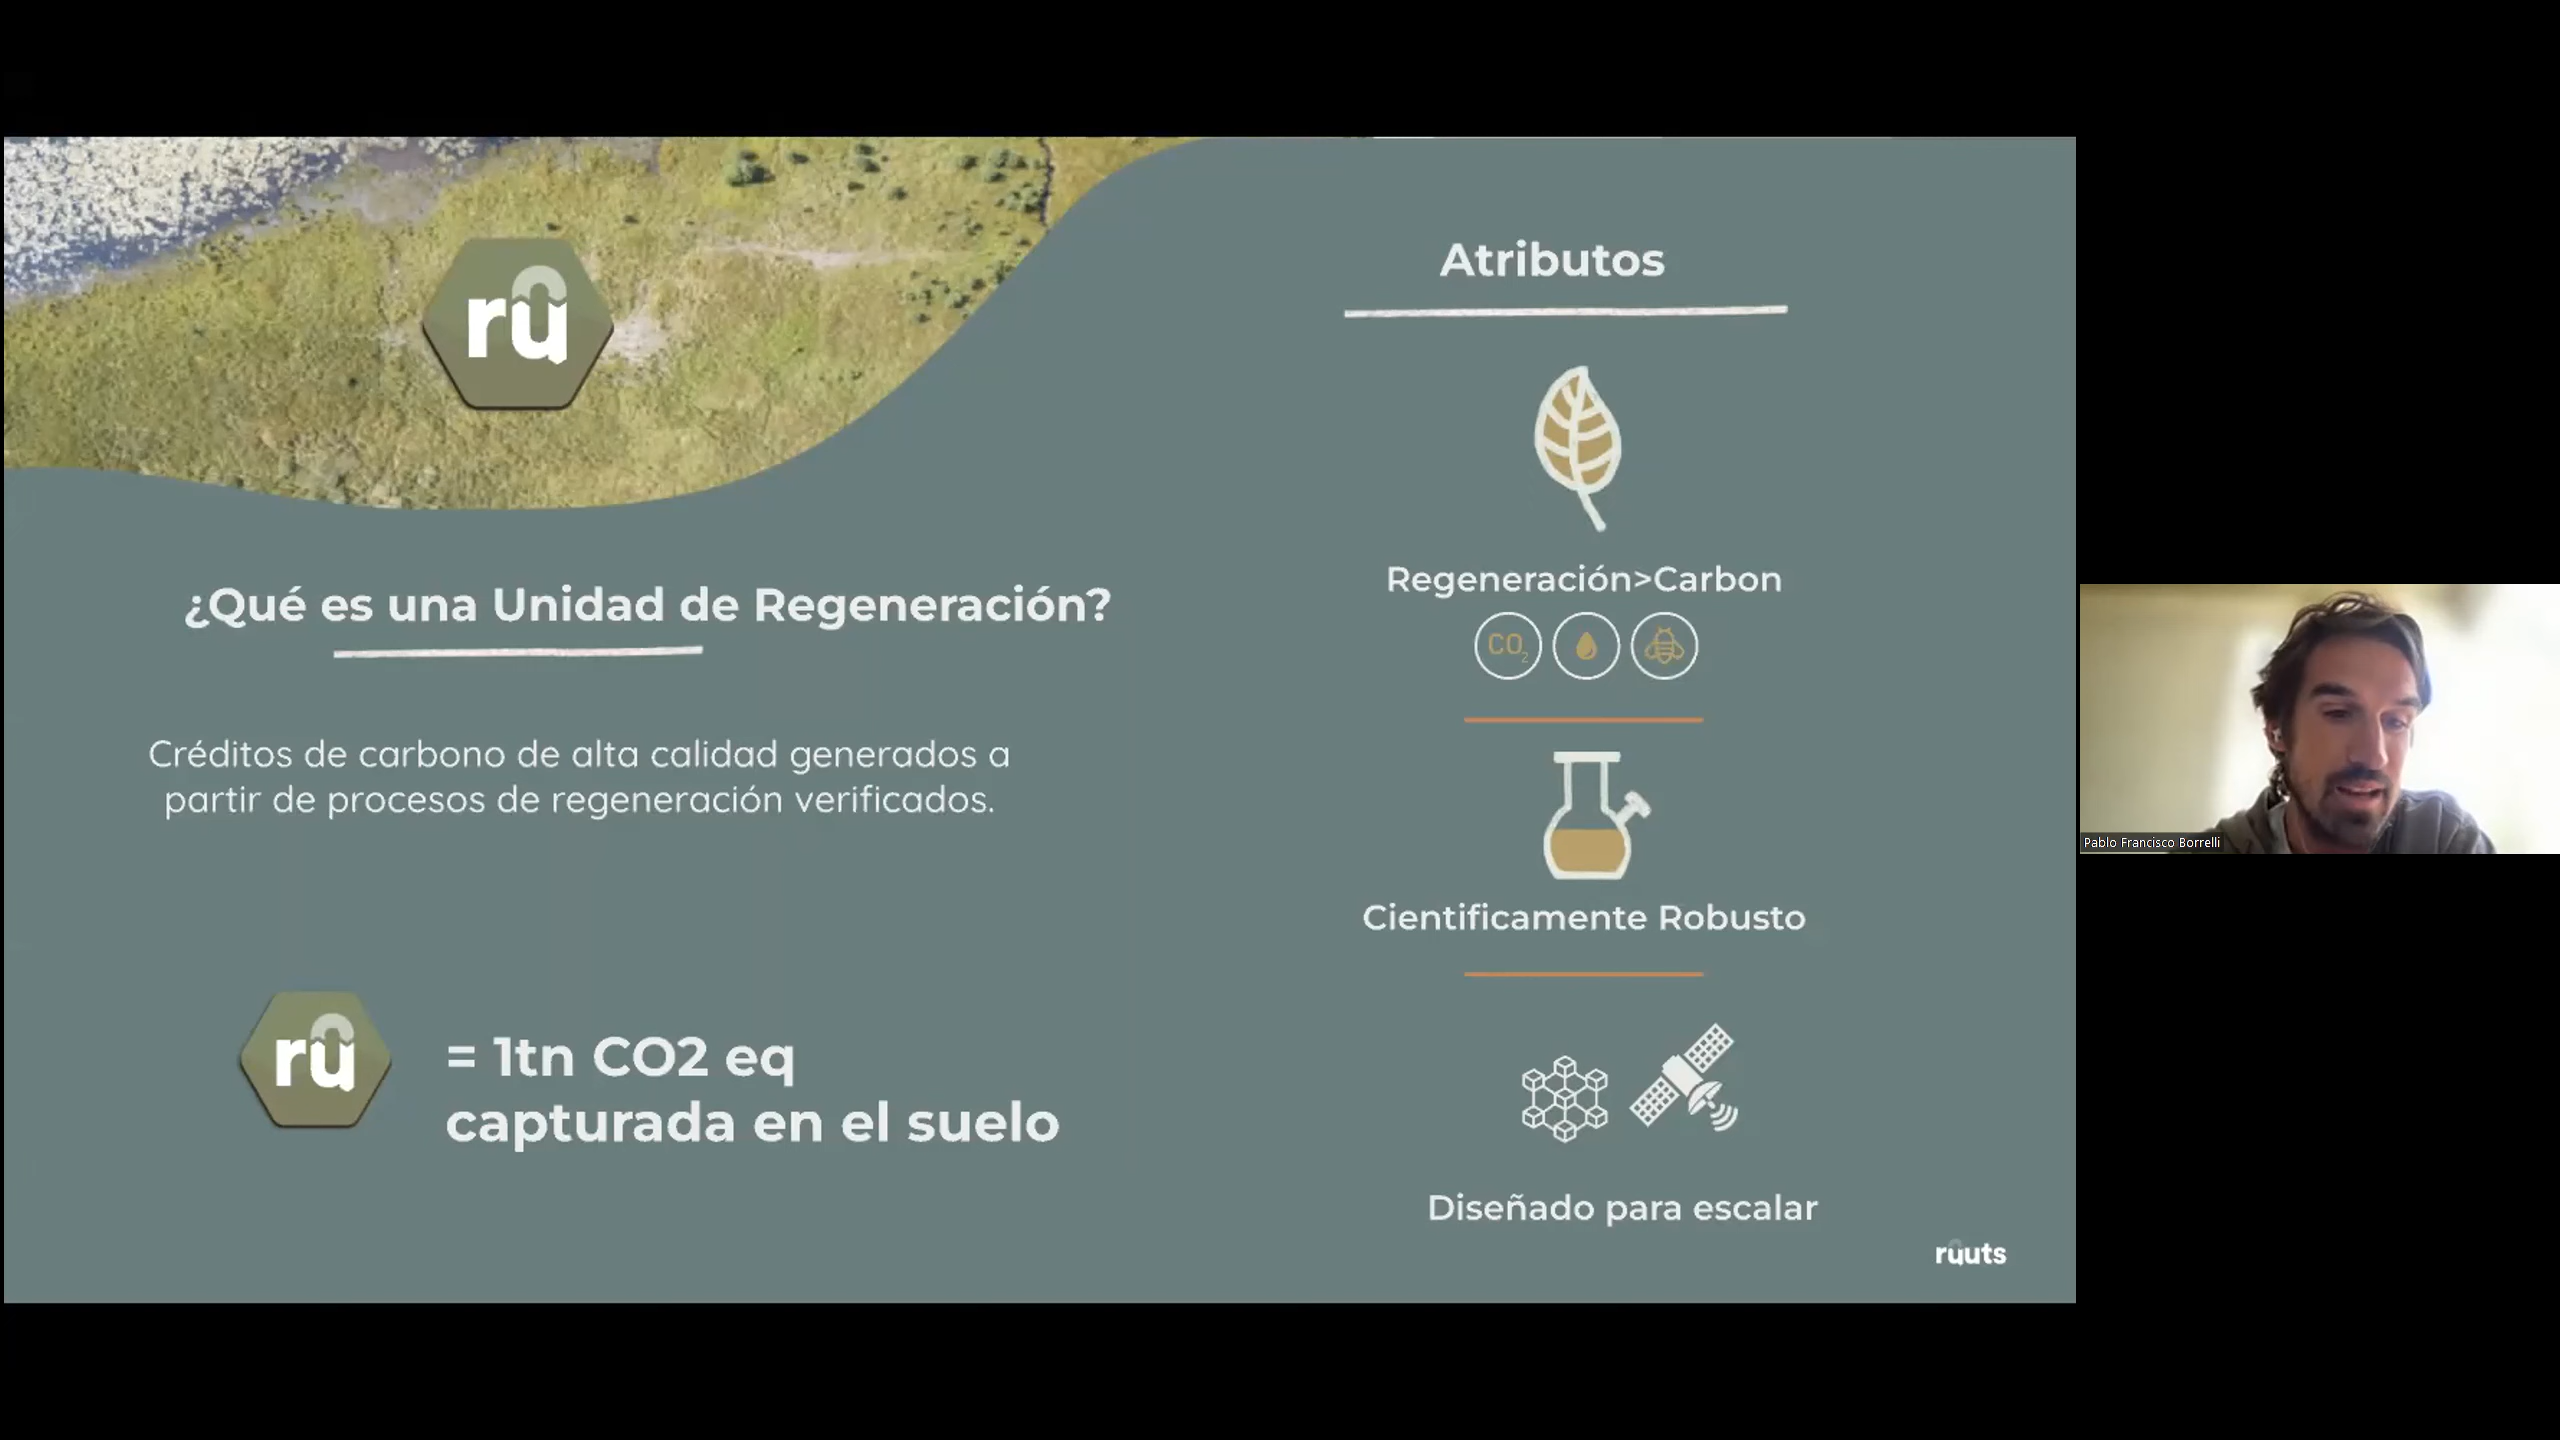 ru
¿Qué es una Unidad de Regeneración?
Créditos de carbono de alta calidad generados a
partir de procesos de regeneración verificados.
ru
= 1tn CO2 eq
capturada en el suelo
Atributos
Regeneración>Carbon
CO2
Cientificamente Robusto
Diseñado para escalar
ruuts
Pablo Francisco Borrelli